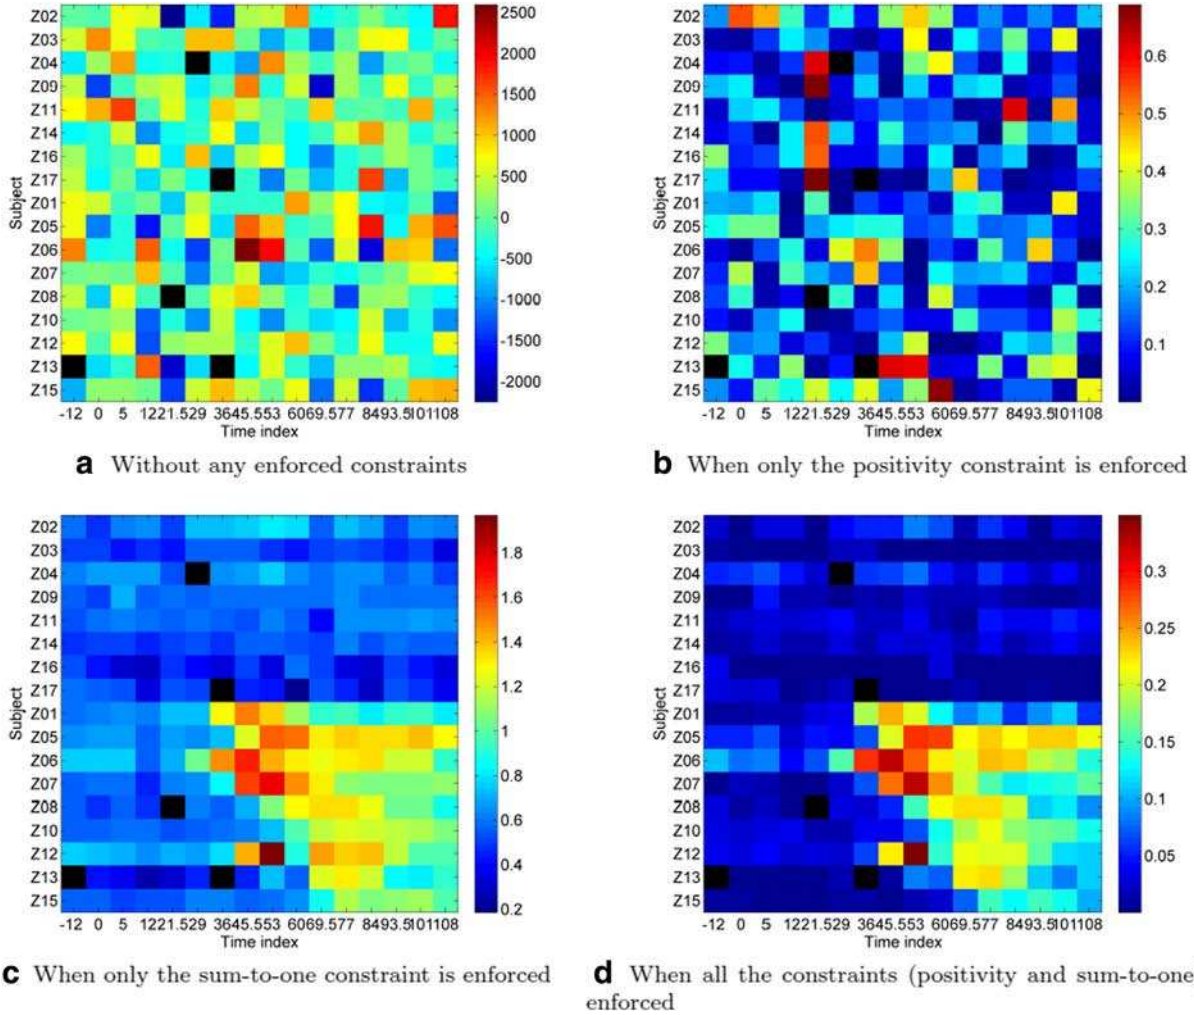 Z02
Z03
Z04
Z09
Z11
Z14
Z16
Z17
Z01
Z05
Z06
Z07
Z08
Z10
Z12
Z13
Z15
Subject
-12 0 5 1221.529 3645.553 6069.577 8493.5101108
Time index
2500
2000
1500
1000
500
0
-500
-1000
-1500
-2000
a Without any enforced constraints
Z02
Z03
Z04
Z09
Z11
Z14
Z16
Z17
Z01
Z05
Z06
Z07
Z08
Z10
Z12
Z13
Z15
Subject
-12 0 5 1221.529 3645.553 6069.577 8493.5101108
Time index
0.6
0.5
0.4
0.3
0.2
0.1
b When only the positivity constraint is enforced
Z02
Z03
Z04
Z09
Z11
Z14
Z16
Z17
Z01
Z05
Z06
Z07
Z08
Z10
Z12
Z13
Z15
Subject
-12 0 5 1221.529 3645.553 6069.577 8493.5101108
Time index
1.8
1.6
1.4
1.2
1
0.8
0.6
0.4
0.2
c When only the sum-to-one constraint is enforced
Z02
Z03
Z04
Z09
Z11
Z14
Z16
Z17
Z01
Z05
Z06
Z07
Z08
Z10
Z12
Z13
Z15
Subject
-12 0 5 1221.529 3645.553 6069.577 8493.5101108
Time index
0.3
0.25
0.2
0.15
0.1
0.05
d When all the constraints (positivity and sum-to-one
enforced